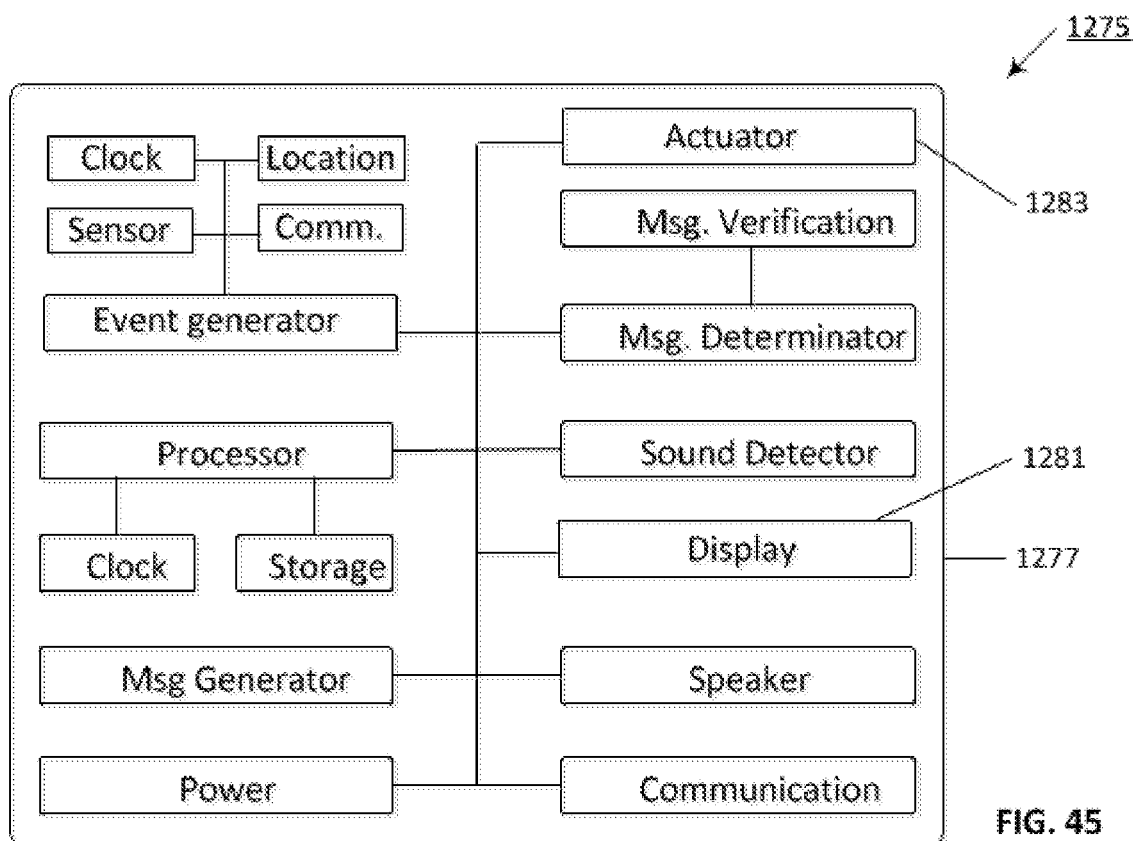 1275
Clock
Location
Sensor
Comm.
Event generator
Processor
Clock
Storage
Msg Generator
Power
Actuator
1283
Msg. Verification
Msg. Determinator
Sound Detector
1281
Display
1277
Speaker
Communication
FIG. 45